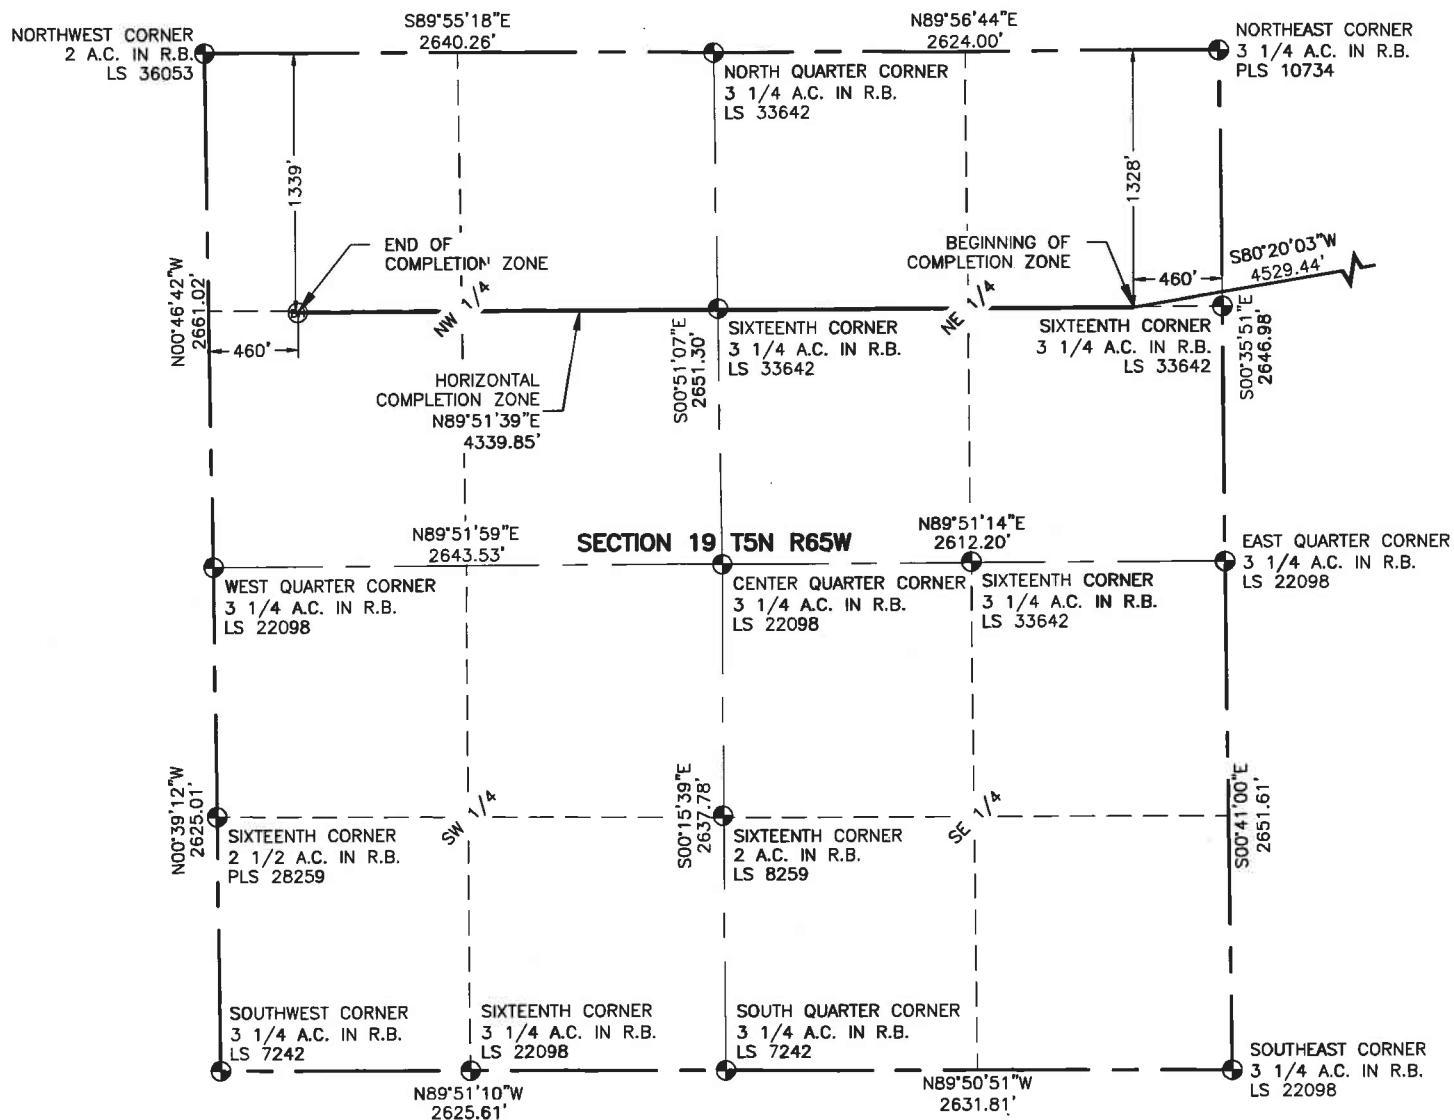 NORTHWEST CORNER
2 A.C. IN R.B.
LS 36053
S89°55'18"E
2640.26'
NORTH QUARTER CORNER
3 1/4 A.C. IN R.B.
LS 33642
N89°56'44"E
2624.00'
NORTHEAST CORNER
3 1/4 A.C. IN R.B.
PLS 10734
1339'
1328'
END OF
COMPLETION ZONE
BEGINNING OF
COMPLETION ZONE
460'
S80°20'03"W
4529.44'
N00°46'42"W
2661.02'
460'
NW 1/4
NE 1/4
SIXTEENTH CORNER
3 1/4 A.C. IN R.B.
LS 33642
SIXTEENTH CORNER
3 1/4 A.C. IN R.B.
LS 33642
S00°51'07"E
2651.30'
S00°35'51"E
2646.98'
HORIZONTAL
COMPLETION ZONE
N89°51'39"E
4339.85'
N89°51'59"E
2643.53'
SECTION 19 T5N R65W
N89°51'14"E
2612.20'
WEST QUARTER CORNER
3 1/4 A.C. IN R.B.
LS 22098
CENTER QUARTER CORNER
3 1/4 A.C. IN R.B.
LS 22098
SIXTEENTH CORNER
3 1/4 A.C. IN R.B.
LS 33642
EAST QUARTER CORNER
3 1/4 A.C. IN R.B.
LS 22098
N00°39'12"W
2625.01'
SIXTEENTH CORNER
2 1/2 A.C. IN R.B.
PLS 28259
SW 1/4
S00°15'39"E
2637.78'
SIXTEENTH CORNER
2 A.C. IN R.B.
LS 8259
SE 1/4
S00°41'00"E
2651.61'
SOUTHWEST CORNER
3 1/4 A.C. IN R.B.
LS 7242
SIXTEENTH CORNER
3 1/4 A.C. IN R.B.
LS 22098
SOUTH QUARTER CORNER
3 1/4 A.C. IN R.B.
LS 7242
SOUTHEAST CORNER
3 1/4 A.C. IN R.B.
LS 22098
N89°51'10"W
2625.61'
N89°50'51"W
2631.81'